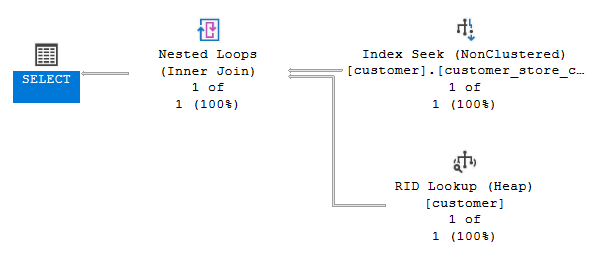 SELECT
Nested Loops
(Inner Join)
1 of
1 (100%)
Index Seek (NonClustered)
[customer].[customer_store_c…
1 of
1 (100%)
RID Lookup (Heap)
[customer]
1 of
1 (100%)